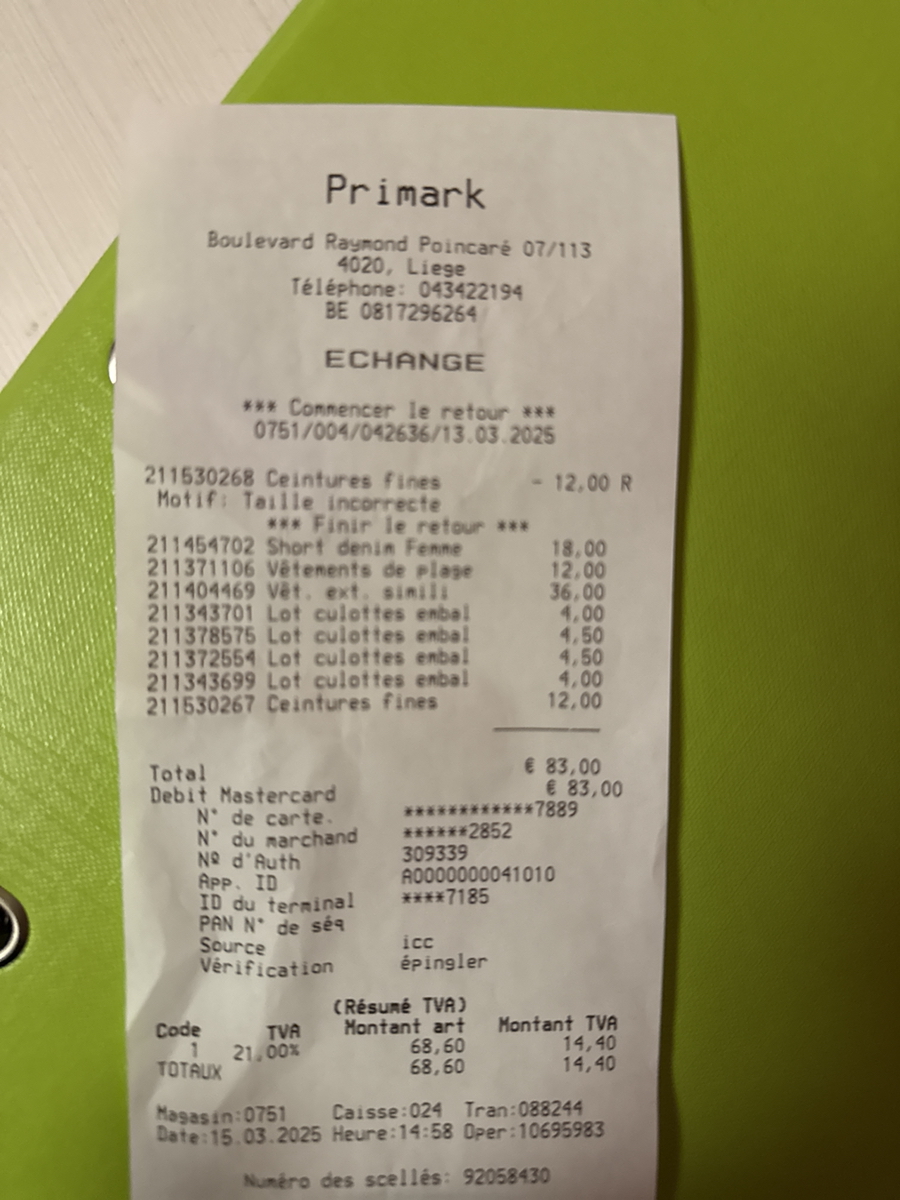 Primark
Boulevard Raymond Poincaré 07/113
4020, Liege
Téléphone: 043422194
BE 0817296264
ECHANGE
*** Commencer le retour ***
0751/004/042636/13.03.2025
211530268 Ceintures fines - 12,00 R
Motif: Taille incorrecte
*** Finir le retour ***
211454702 Short denim Femme 18,00
211371106 Vêtements de plage 12,00
211404469 Vêt. ext. simili 36,00
211343701 Lot culottes embal 4,00
211378575 Lot culottes embal 4,50
211372554 Lot culottes embal 4,50
211343699 Lot culottes embal 4,00
211530267 Ceintures fines 12,00
Total € 83,00
Debit Mastercard € 83,00
N° de carte. ************7889
N° du marchand ******2852
Nº d'Auth 309339
App. ID A0000000041010
ID du terminal ****7185
PAN N° de séq
Source icc
Vérification épingler
(Résumé TVA)
Code TVA Montant art Montant TVA
1 21,00% 68,60 14,40
TOTAUX 68,60 14,40
Magasin:0751 Caisse:024 Tran:088244
Date:15.03.2025 Heure:14:58 Oper:10695983
Numéro des scellés: 92058430